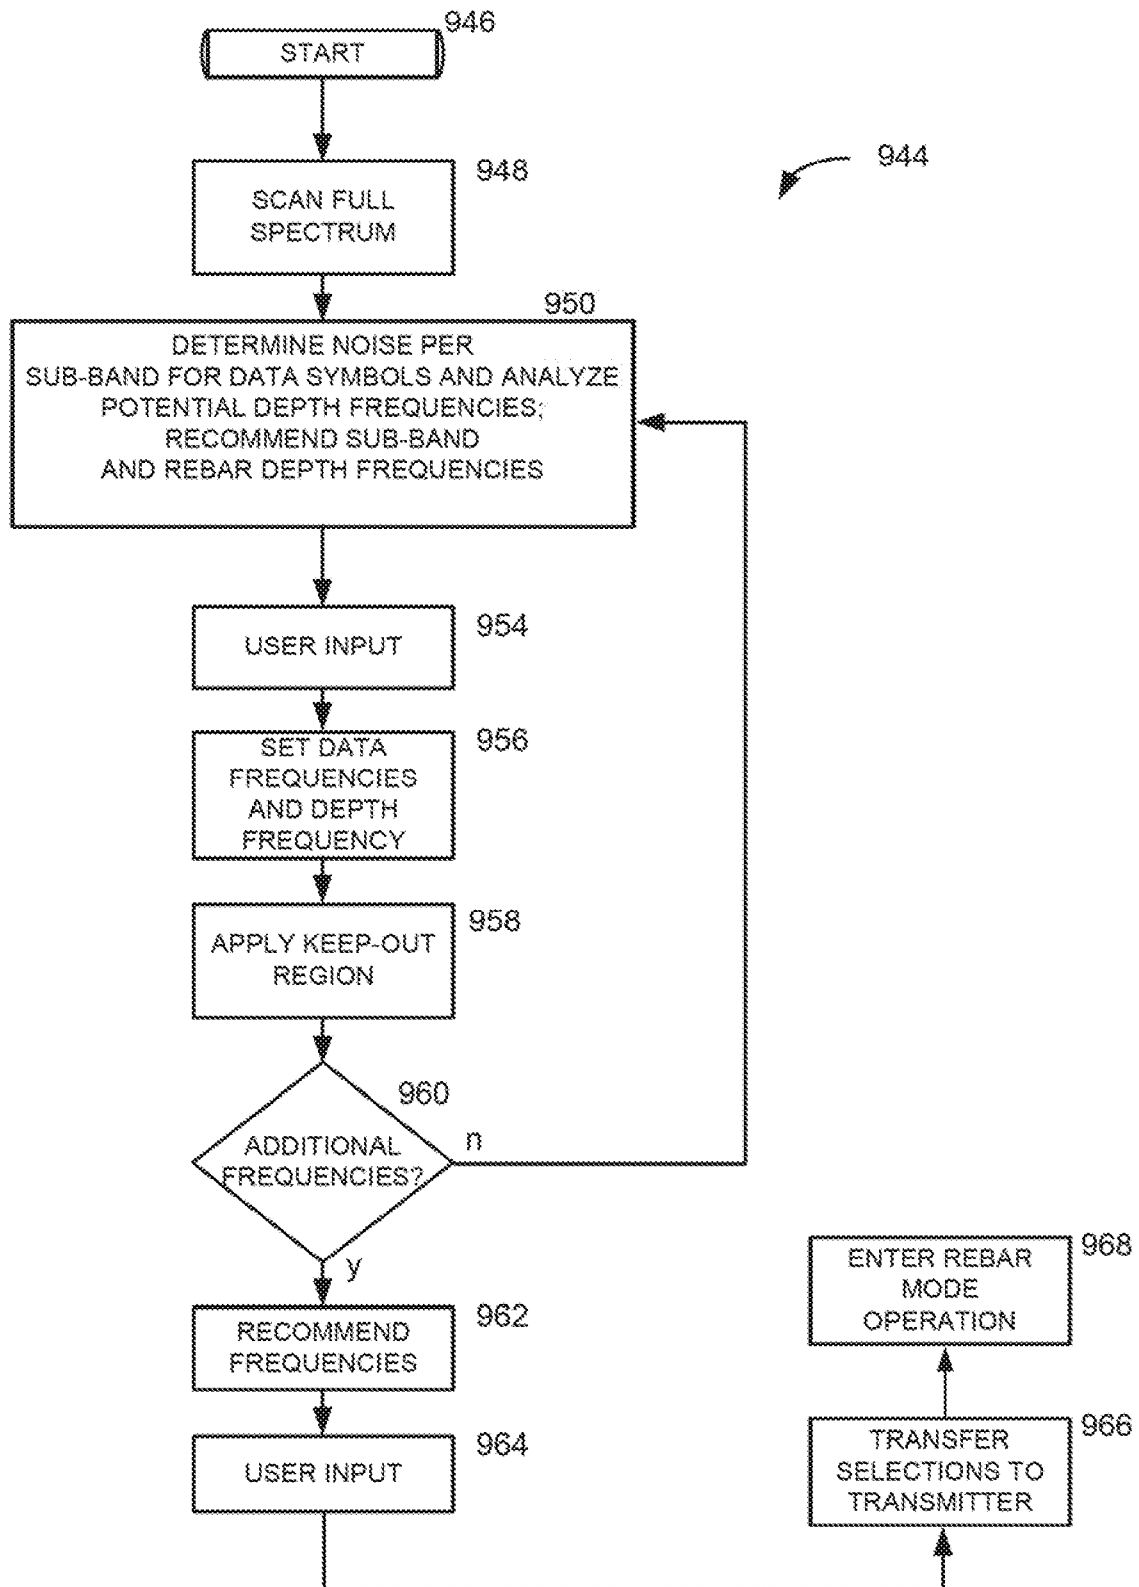 946
START
948
SCAN FULL
SPECTRUM
944
950
DETERMINE NOISE PER
SUB-BAND FOR DATA SYMBOLS AND ANALYZE
POTENTIAL DEPTH FREQUENCIES;
RECOMMEND SUB-BAND
AND REBAR DEPTH FREQUENCIES
954
USER INPUT
956
SET DATA
FREQUENCIES
AND DEPTH
FREQUENCY
958
APPLY KEEP-OUT
REGION
960
n
ADDITIONAL
FREQUENCIES?
y
962
RECOMMEND
FREQUENCIES
964
USER INPUT
968
ENTER REBAR
MODE
OPERATION
966
TRANSFER
SELECTIONS TO
TRANSMITTER